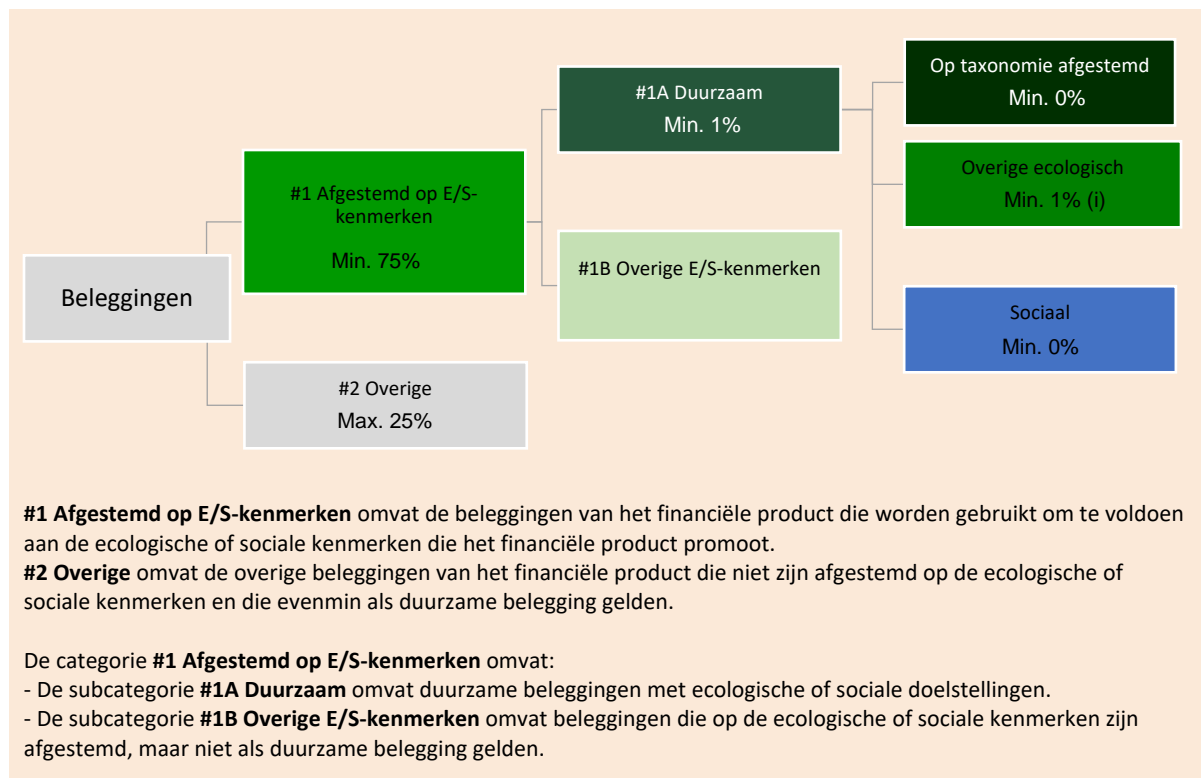 Beleggingen
#1 Afgestemd op E/S-
kenmerken
Min. 75%
#2 Overige
Max. 25%
#1A Duurzaam
Min. 1%
#1B Overige E/S-kenmerken
Op taxonomie afgestemd
Min. 0%
Overige ecologisch
Min. 1% (i)
Sociaal
Min. 0%
#1 Afgestemd op E/S-kenmerken omvat de beleggingen van het financiële product die worden gebruikt om te voldoen
aan de ecologische of sociale kenmerken die het financiële product promoot.
#2 Overige omvat de overige beleggingen van het financiële product die niet zijn afgestemd op de ecologische of
sociale kenmerken en die evenmin als duurzame belegging gelden.
De categorie #1 Afgestemd op E/S-kenmerken omvat:
- De subcategorie #1A Duurzaam omvat duurzame beleggingen met ecologische of sociale doelstellingen.
- De subcategorie #1B Overige E/S-kenmerken omvat beleggingen die op de ecologische of sociale kenmerken zijn
afgestemd, maar niet als duurzame belegging gelden.